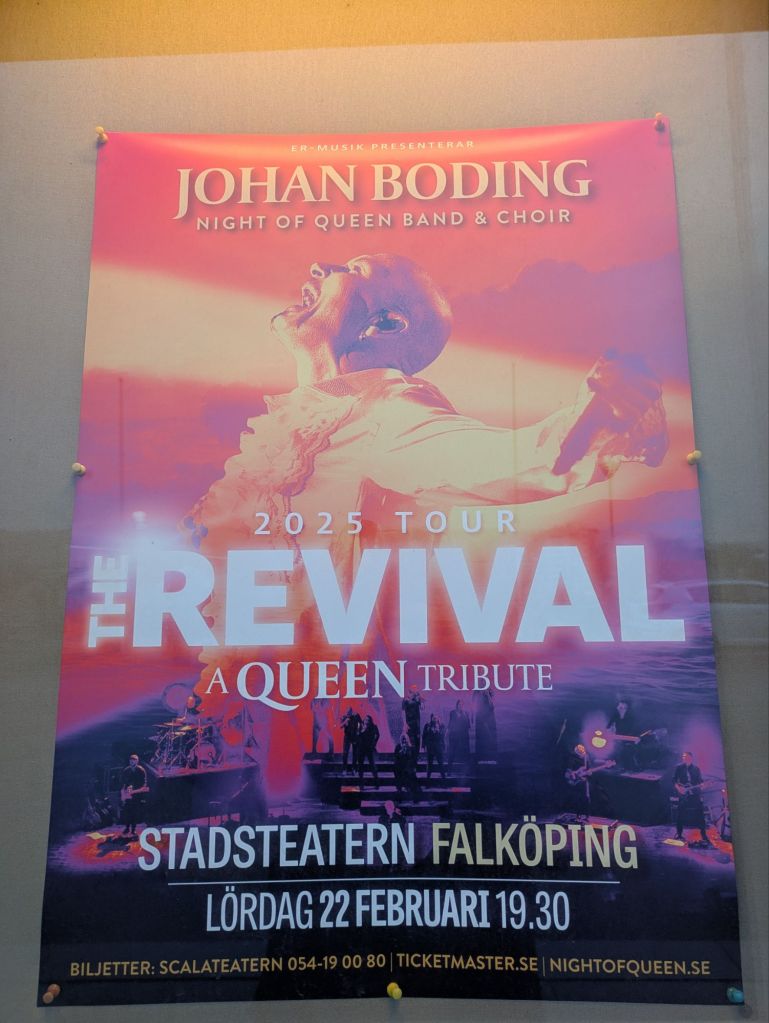 ER-MUSIK PRESENTERAR
JOHAN BODING
NIGHT OF QUEEN BAND & CHOIR
2025 TOUR
THE REVIVAL
A QUEEN TRIBUTE
STADSTEATERN FALKÖPING
LÖRDAG 22 FEBRUARI 19.30
BILJETTER: SCALATEATERN 054-19 00 80 | TICKETMASTER.SE | NIGHTOFQUEEN.SE